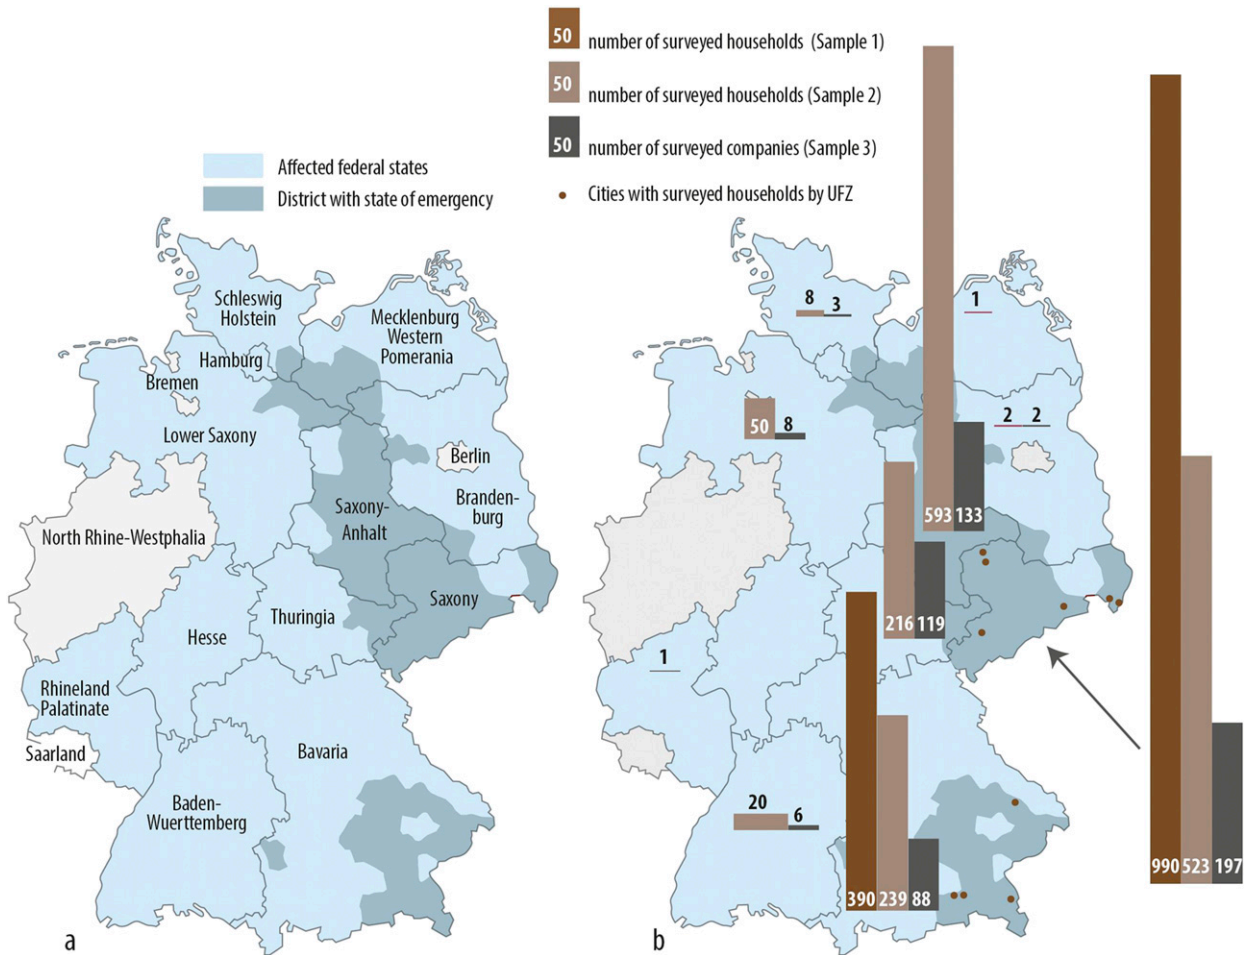 50 number of surveyed households (Sample 1)
50 number of surveyed households (Sample 2)
50 number of surveyed companies (Sample 3)
Cities with surveyed households by UFZ
Affected federal states
District with state of emergency
Schleswig
Holstein
Mecklenburg
Western
Pomerania
Hamburg
Bremen
Lower Saxony
Berlin
Branden-
burg
Saxony-
Anhalt
North Rhine-Westphalia
Saxony
Thuringia
Hesse
Rhineland
Palatinate
Saarland
Bavaria
Baden-
Wuerttemberg
a
8 3
1
50 8
2 2
593 133
216 119
1
20 6
390 239 88
990 523 197
b